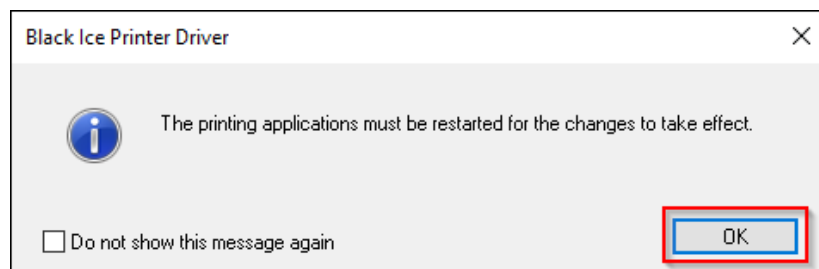 Black Ice Printer Driver
The printing applications must be restarted for the changes to take effect.
Do not show this message again
OK